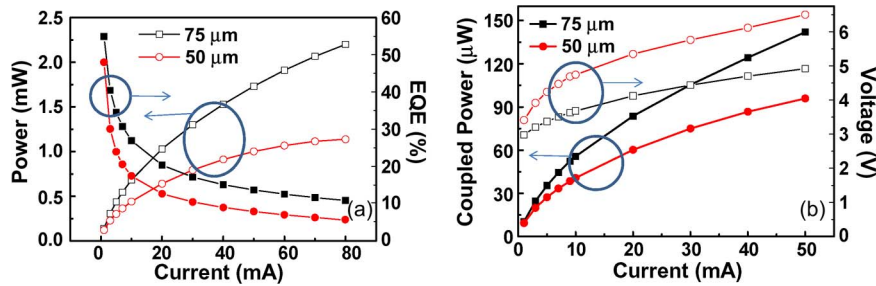 75 μm
50 μm
Power (mW)
2.5
2.0
1.5
1.0
0.5
0.0
60
50
40
30
20
10
0
EQE (%)
(a)
0 20 40 60 80
Current (mA)
75 μm
50 μm
Coupled Power (μW)
150
120
90
60
30
0
6
5
4
3
2
1
0
Voltage (V)
(b)
0 10 20 30 40 50
Current (mA)